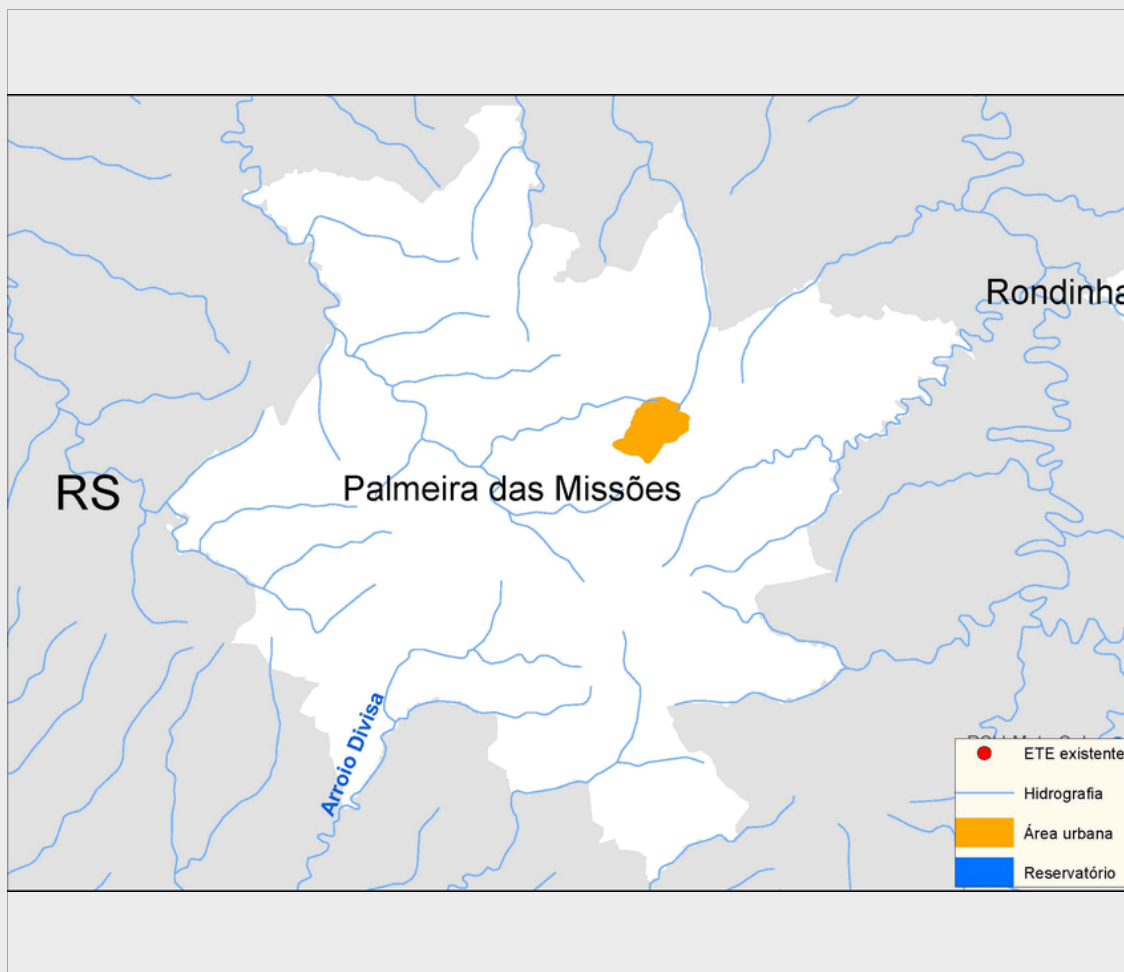 Rondinha
RS
Palmeira das Missões
Arroio Divisa
ETE existente
Hidrografia
Área urbana
Reservatório